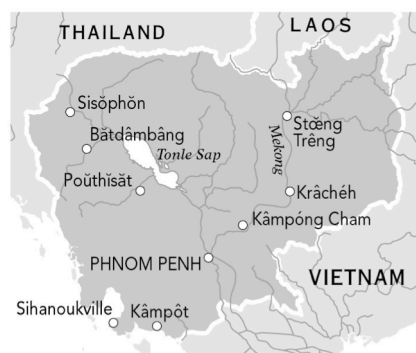 THAILAND
LAOS
Sisŏphŏn
Bătdâmbâng
Tonle Sap
Poŭthĭsăt
Stœ̆ng
Trêng
Mekong
Krâchéh
Kâmpóng Cham
PHNOM PENH
VIETNAM
Sihanoukville
Kâmpôt